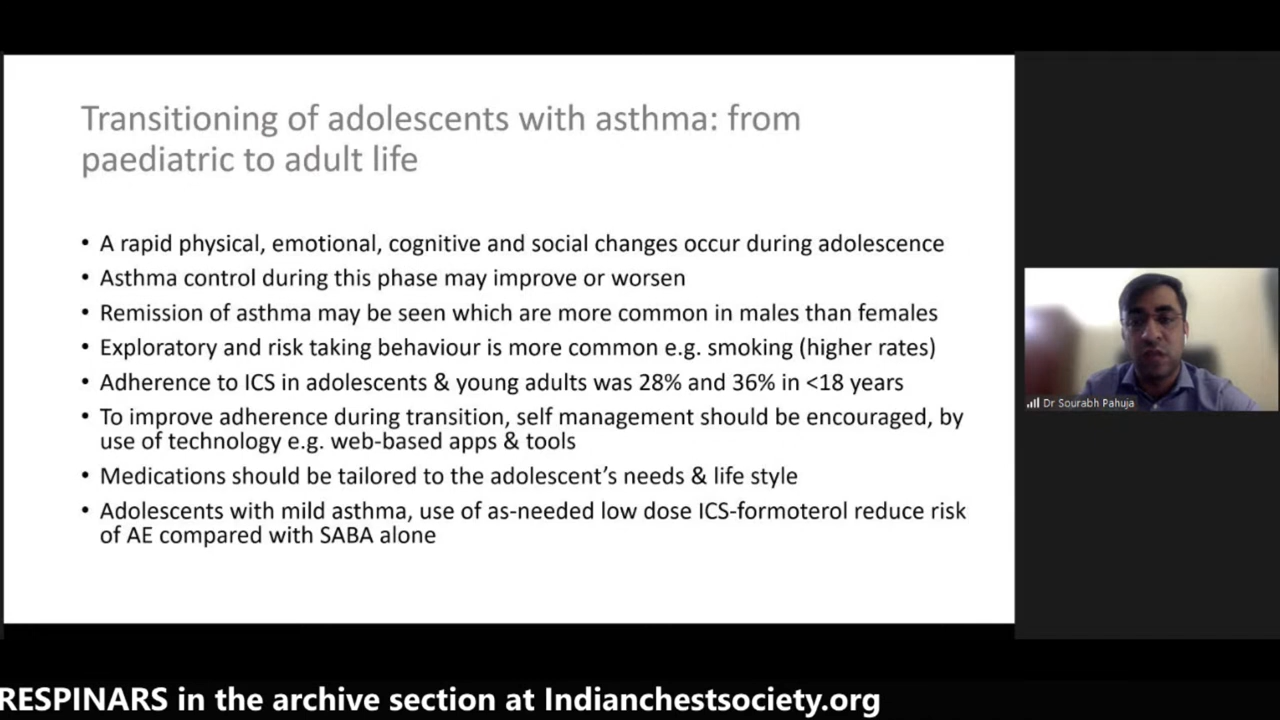 Transitioning of adolescents with asthma: from
paediatric to adult life
• A rapid physical, emotional, cognitive and social changes occur during adolescence
• Asthma control during this phase may improve or worsen
• Remission of asthma may be seen which are more common in males than females
• Exploratory and risk taking behaviour is more common e.g. smoking (higher rates)
• Adherence to ICS in adolescents & young adults was 28% and 36% in <18 years
• To improve adherence during transition, self management should be encouraged, by
use of technology e.g. web-based apps & tools
• Medications should be tailored to the adolescent’s needs & life style
• Adolescents with mild asthma, use of as-needed low dose ICS-formoterol reduce risk
of AE compared with SABA alone
Dr Sourabh Pahuja
RESPINARS in the archive section at Indianchestsociety.org